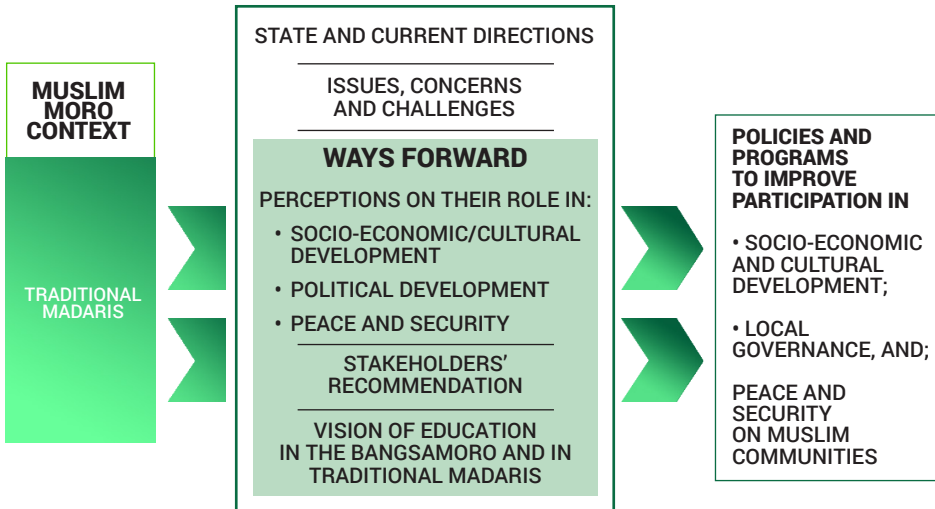 MUSLIM
MORO
CONTEXT
TRADITIONAL
MADARIS
STATE AND CURRENT DIRECTIONS
ISSUES, CONCERNS
AND CHALLENGES
WAYS FORWARD
PERCEPTIONS ON THEIR ROLE IN:
• SOCIO-ECONOMIC/CULTURAL
DEVELOPMENT
• POLITICAL DEVELOPMENT
• PEACE AND SECURITY
STAKEHOLDERS’
RECOMMENDATION
VISION OF EDUCATION
IN THE BANGSAMORO AND IN
TRADITIONAL MADARIS
POLICIES AND
PROGRAMS
TO IMPROVE
PARTICIPATION IN
• SOCIO-ECONOMIC
AND CULTURAL
DEVELOPMENT;
• LOCAL
GOVERNANCE, AND;
PEACE AND
SECURITY
ON MUSLIM
COMMUNITIES